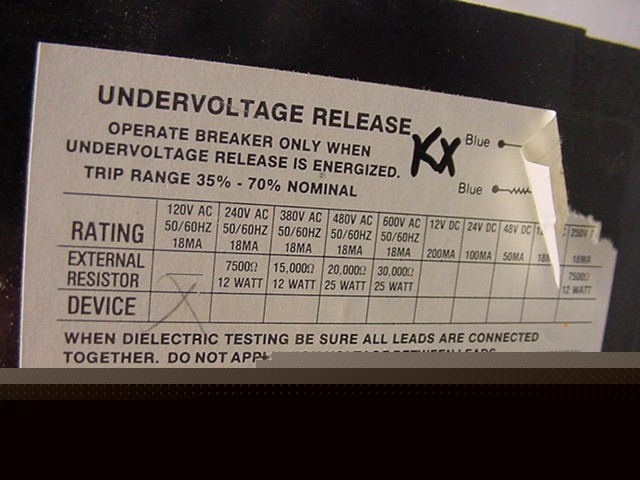 UNDERVOLTAGE RELEASE
KX
Blue
OPERATE BREAKER ONLY WHEN
UNDERVOLTAGE RELEASE IS ENERGIZED.
Blue
TRIP RANGE 35% - 70% NOMINAL
RATING 120V AC 50/60HZ 18MA 240V AC 50/60HZ 18MA 380V AC 50/60HZ 18MA 480V AC 50/60HZ 18MA 600V AC 50/60HZ 18MA 12V DC 200MA 24V DC 100MA 48V DC 50MA 250V 18MA
EXTERNAL RESISTOR 7500Ω 12 WATT 15,000Ω 12 WATT 20,000Ω 25 WATT 30,000Ω 25 WATT 7500Ω 12 WATT
DEVICE X
WHEN DIELECTRIC TESTING BE SURE ALL LEADS ARE CONNECTED
TOGETHER. DO NOT BETWEEN LEADS